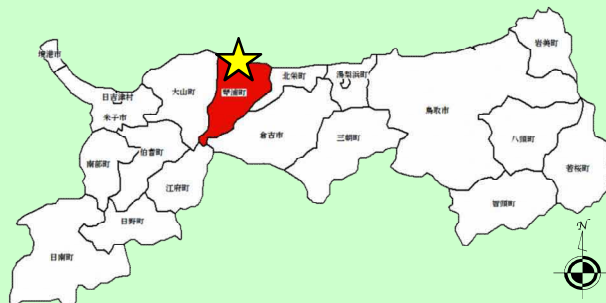 岩美町
境港市
湯梨浜町
北栄町
大山町
琴浦町
日吉津村
鳥取市
米子市
倉吉市
三朝町
八頭町
伯耆町
南部町
若桜町
江府町
智頭町
日野町
日南町
N